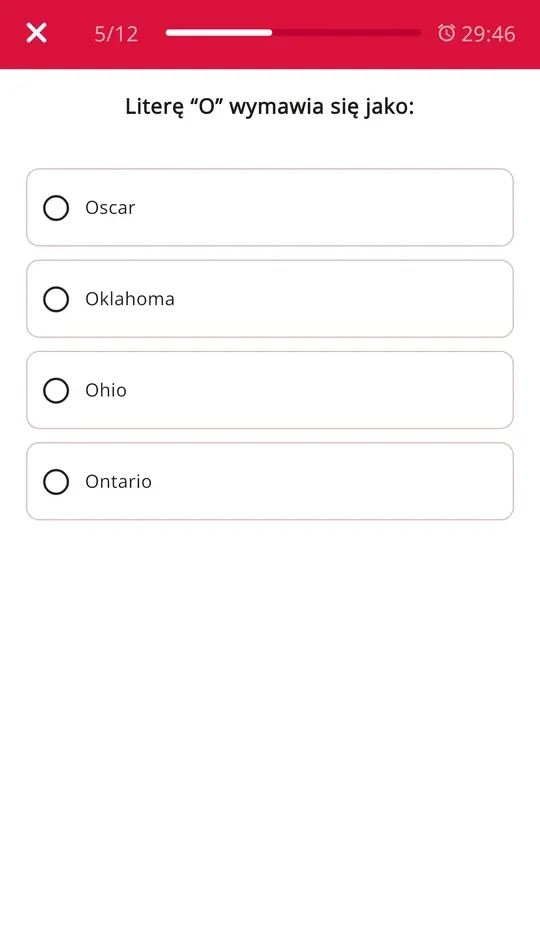 5/12
29:46
Literę “O” wymawia się jako:
Oscar
Oklahoma
Ohio
Ontario